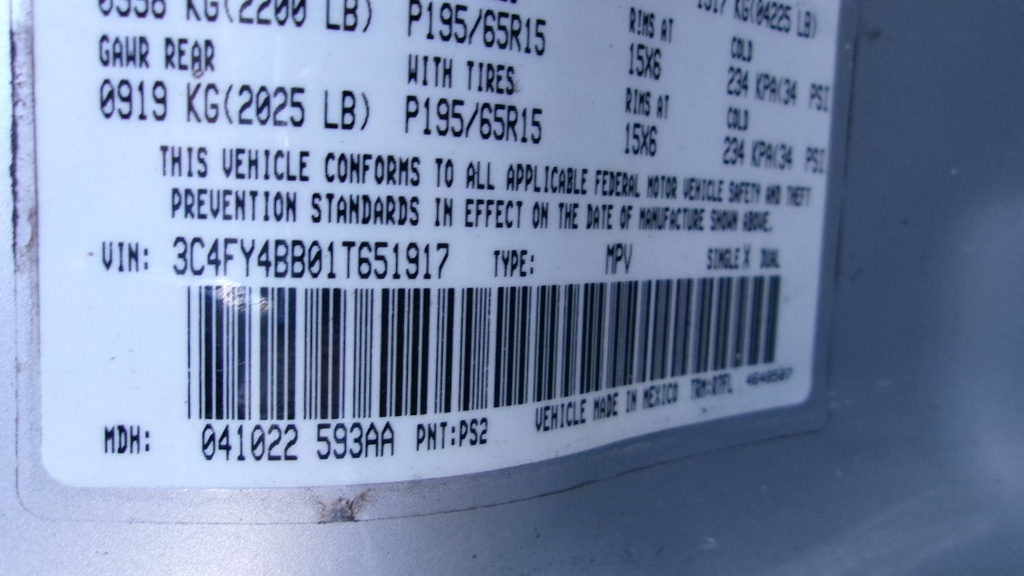 KG(2200 LB) P195/65R15 RIMS AT KG(04225 LB)
GAWR REAR WITH TIRES 15X6 COLD
234 KPA(34 PSI
0919 KG(2025 LB) P195/65R15 RIMS AT COLD
15X6 234 KPA(34 PSI
THIS VEHICLE CONFORMS TO ALL APPLICABLE FEDERAL MOTOR VEHICLE SAFETY AND THEFT
PREVENTION STANDARDS IN EFFECT ON THE DATE OF MANUFACTURE SHOWN ABOVE.
VIN: 3C4FY4BB01T651917 TYPE: MPV SINGLE X DUAL
MDH: 041022 593AA PNT:PS2 VEHICLE MADE IN MEXICO